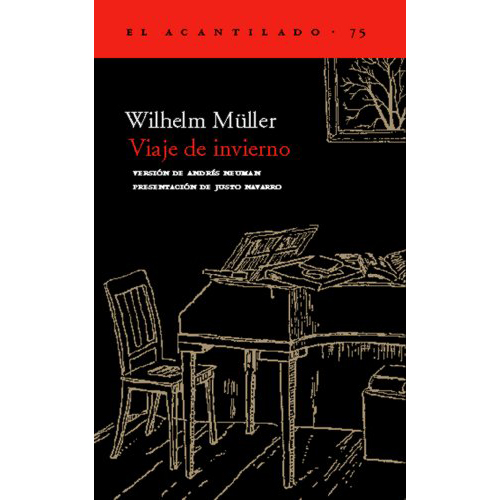 EL ACANTILADO · 75
Wilhelm Müller
Viaje de invierno
VERSIÓN DE ANDRÉS NEUMAN
PRESENTACIÓN DE JUSTO NAVARRO